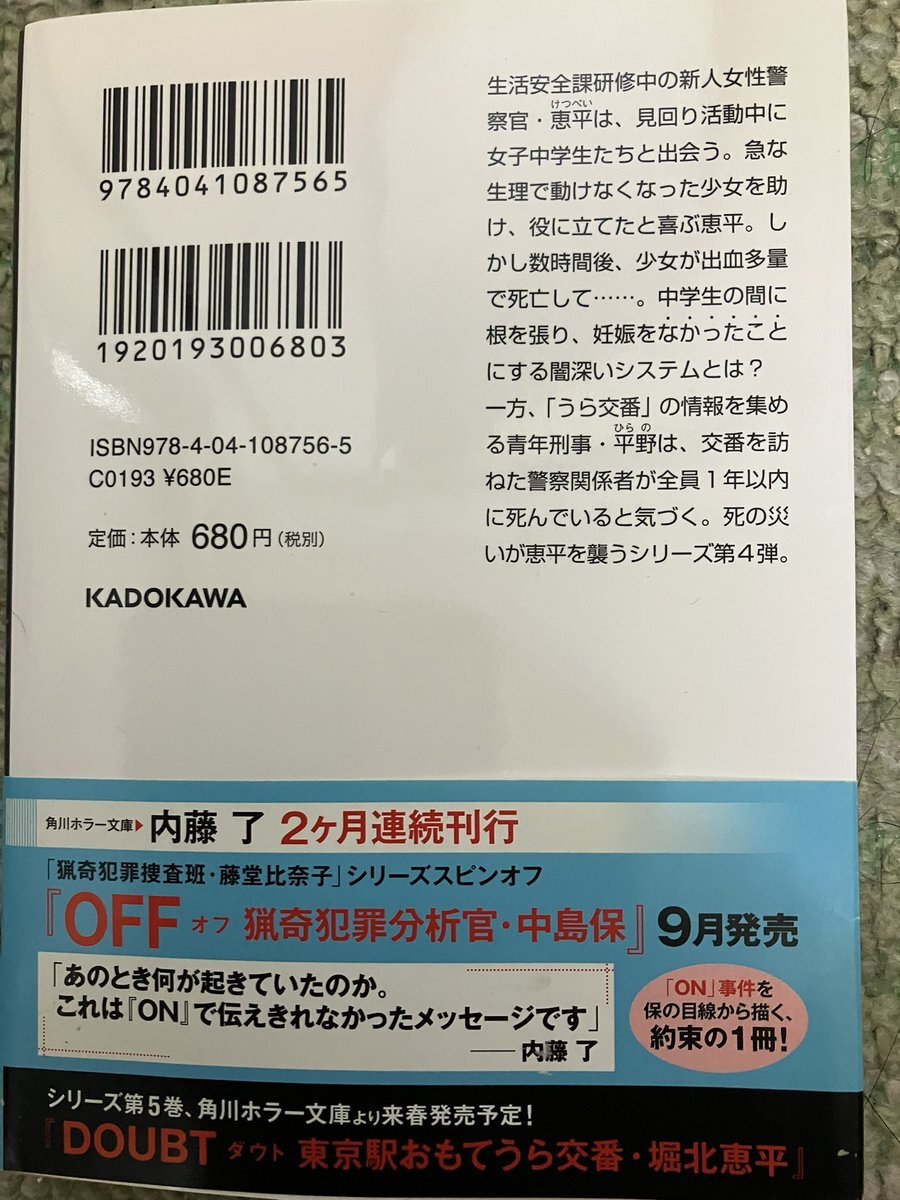 9784041087565
1920193006803
ISBN978-4-04-108756-5
C0193 ¥680E
定価:本体 680円(税別)
KADOKAWA
生活安全課研修中の新人女性警
けっぺい
察官・恵平は、見回り活動中に
女子中学生たちと出会う。急な
生理で動けなくなった少女を助
け、役に立てたと喜ぶ恵平。し
かし数時間後、少女が出血多量
で死亡して……。中学生の間に
根を張り、妊娠をなかったこと
にする闇深いシステムとは?
一方、「うら交番」の情報を集め
ひらの
る青年刑事・平野は、交番を訪
ねた警察関係者が全員1年以内
に死んでいると気づく。死の災
いが恵平を襲うシリーズ第4弾。
角川ホラー文庫▶内藤 了 2ヶ月連続刊行
「猟奇犯罪捜査班・藤堂比奈子」シリーズスピンオフ
『OFF オフ 猟奇犯罪分析官・中島保』9月発売
「あのとき何が起きていたのか。
これは『ON』で伝えきれなかったメッセージです」
――内藤 了
「ON」事件を
保の目線から描く、
約束の1冊!
シリーズ第5巻、角川ホラー文庫より来春発売予定!
『DOUBT ダウト 東京駅おもてうら交番・堀北恵平』